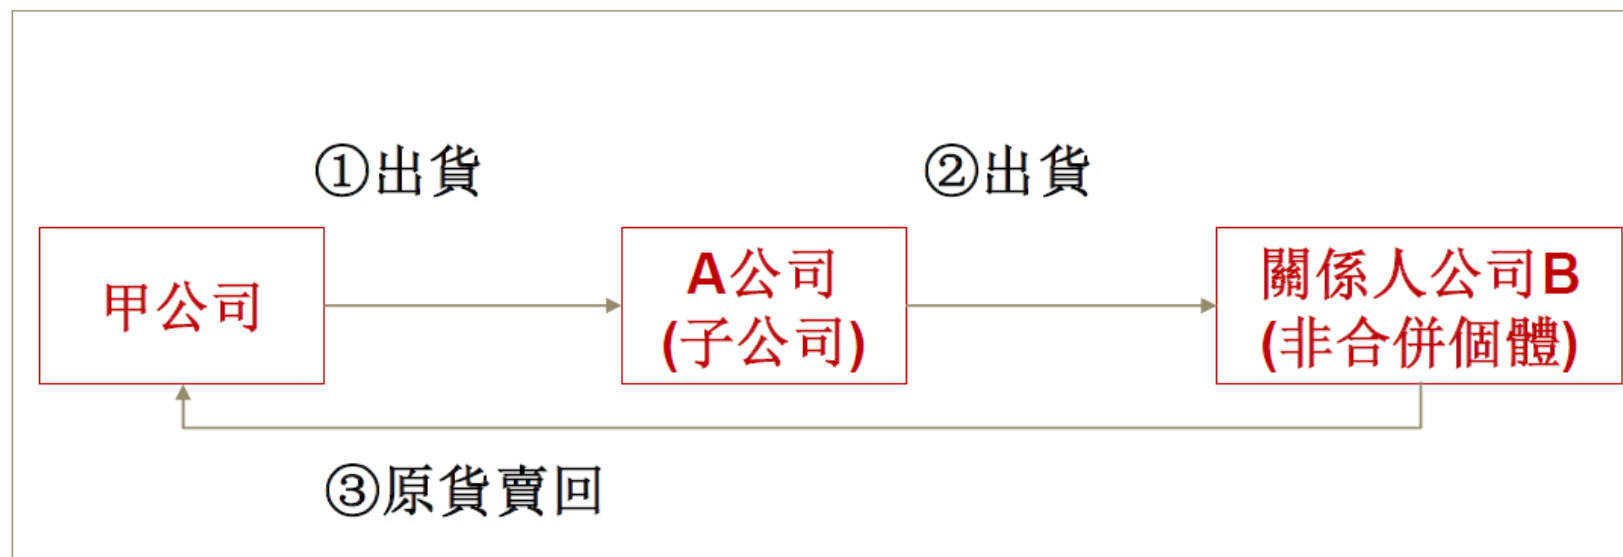 ①出貨
②出貨
甲公司
A公司
(子公司)
關係人公司B
(非合併個體)
③原貨賣回